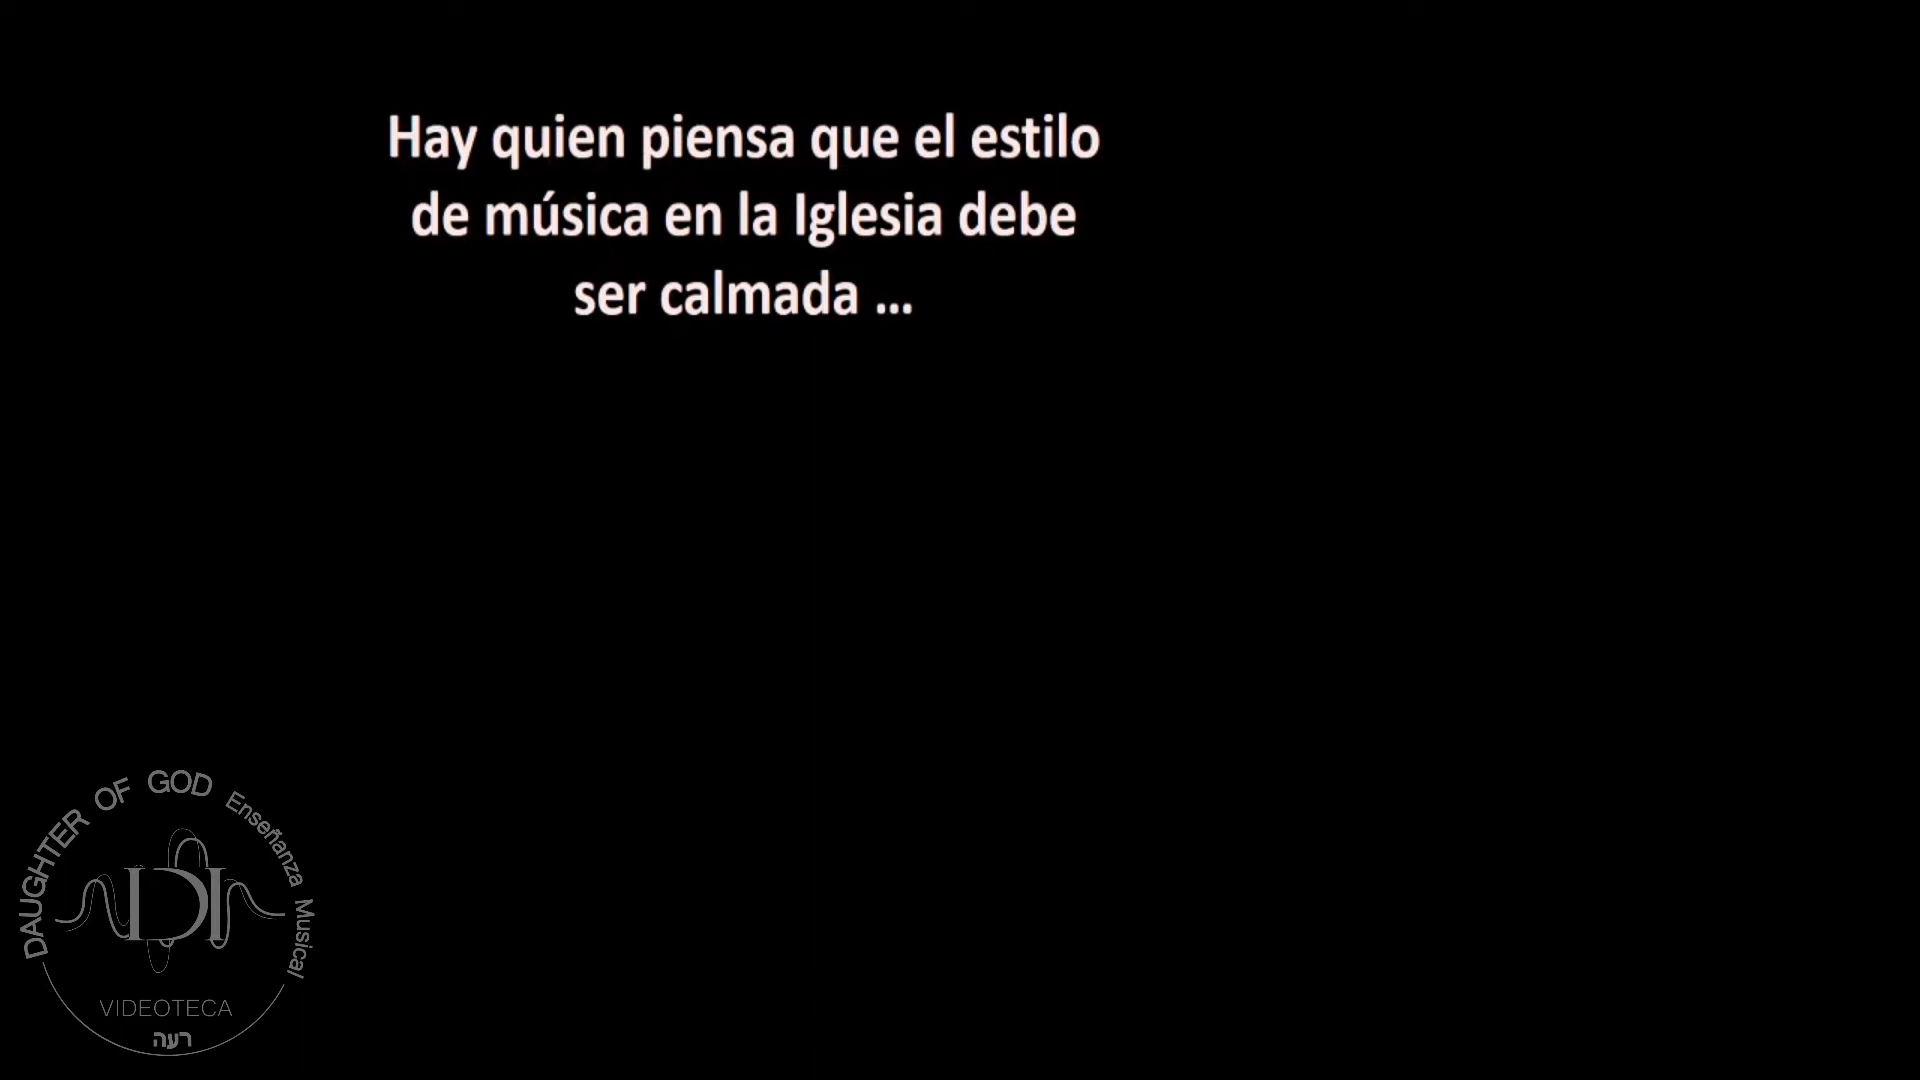 Hay quien piensa que el estilo
de música en la Iglesia debe
ser calmada ...
DAUGHTER OF GOD Enseñanza Musical
VIDEOTECA
רעה